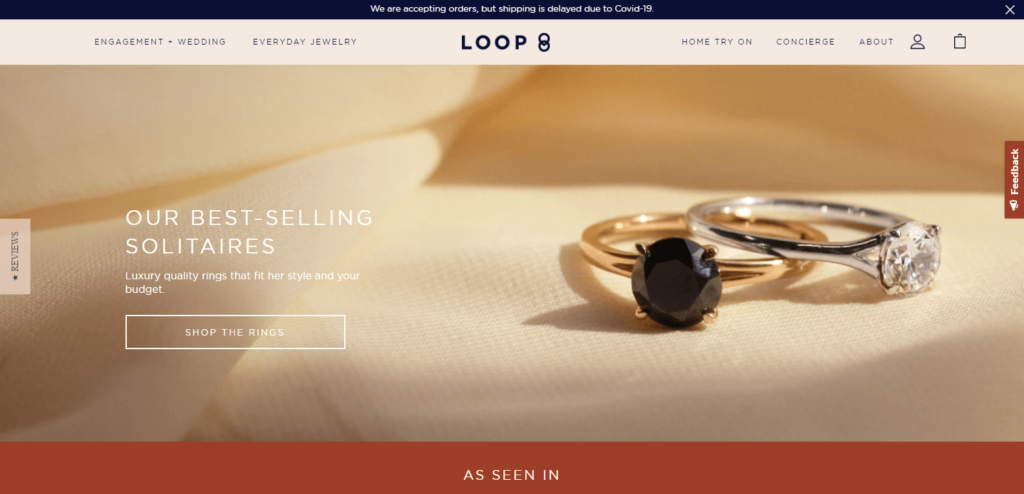 We are accepting orders, but shipping is delayed due to Covid-19.
ENGAGEMENT + WEDDING
EVERYDAY JEWELRY
LOOP
HOME TRY ON
CONCIERGE
ABOUT
Feedback
★ REVIEWS
OUR BEST-SELLING
SOLITAIRES
Luxury quality rings that fit her style and your
budget.
SHOP THE RINGS
AS SEEN IN